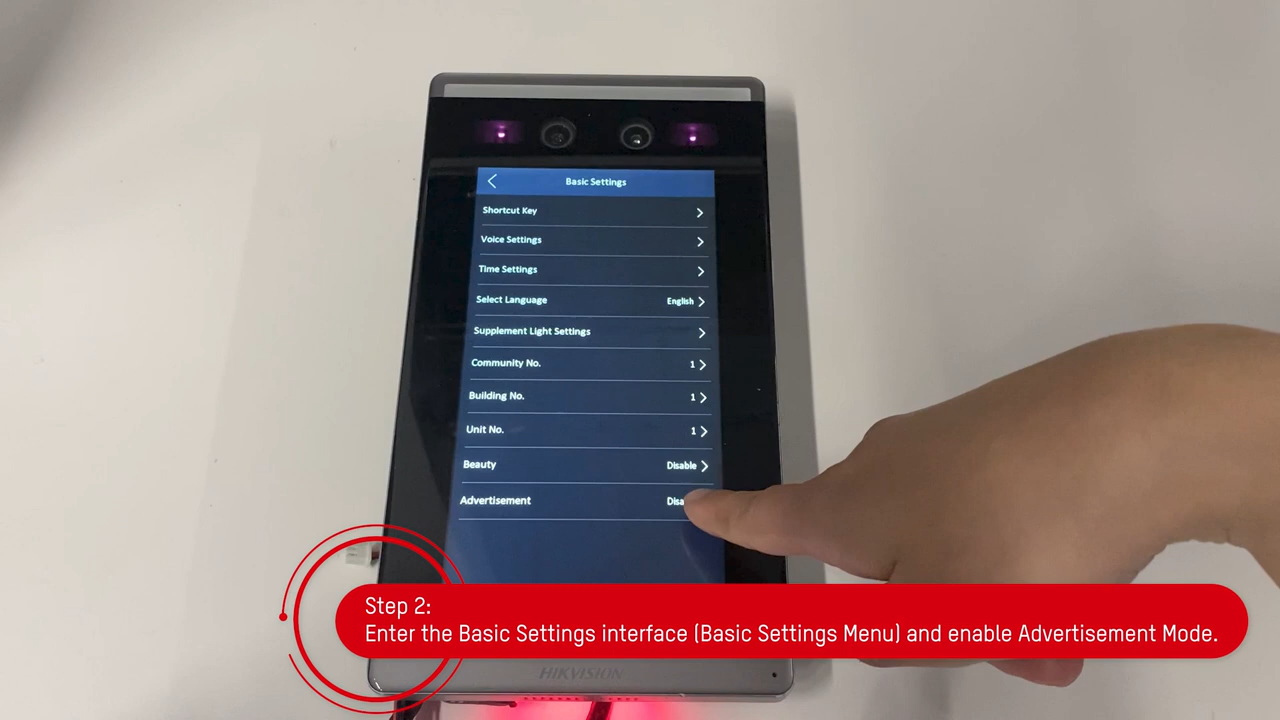 Basic Settings
Shortcut Key
Voice Settings
Time Settings
Select Language English
Supplement Light Settings
Community No. 1
Building No. 1
Unit No. 1
Beauty Disable
Advertisement
Step 2:
Enter the Basic Settings interface (Basic Settings Menu) and enable Advertisement Mode.
HIKVISION